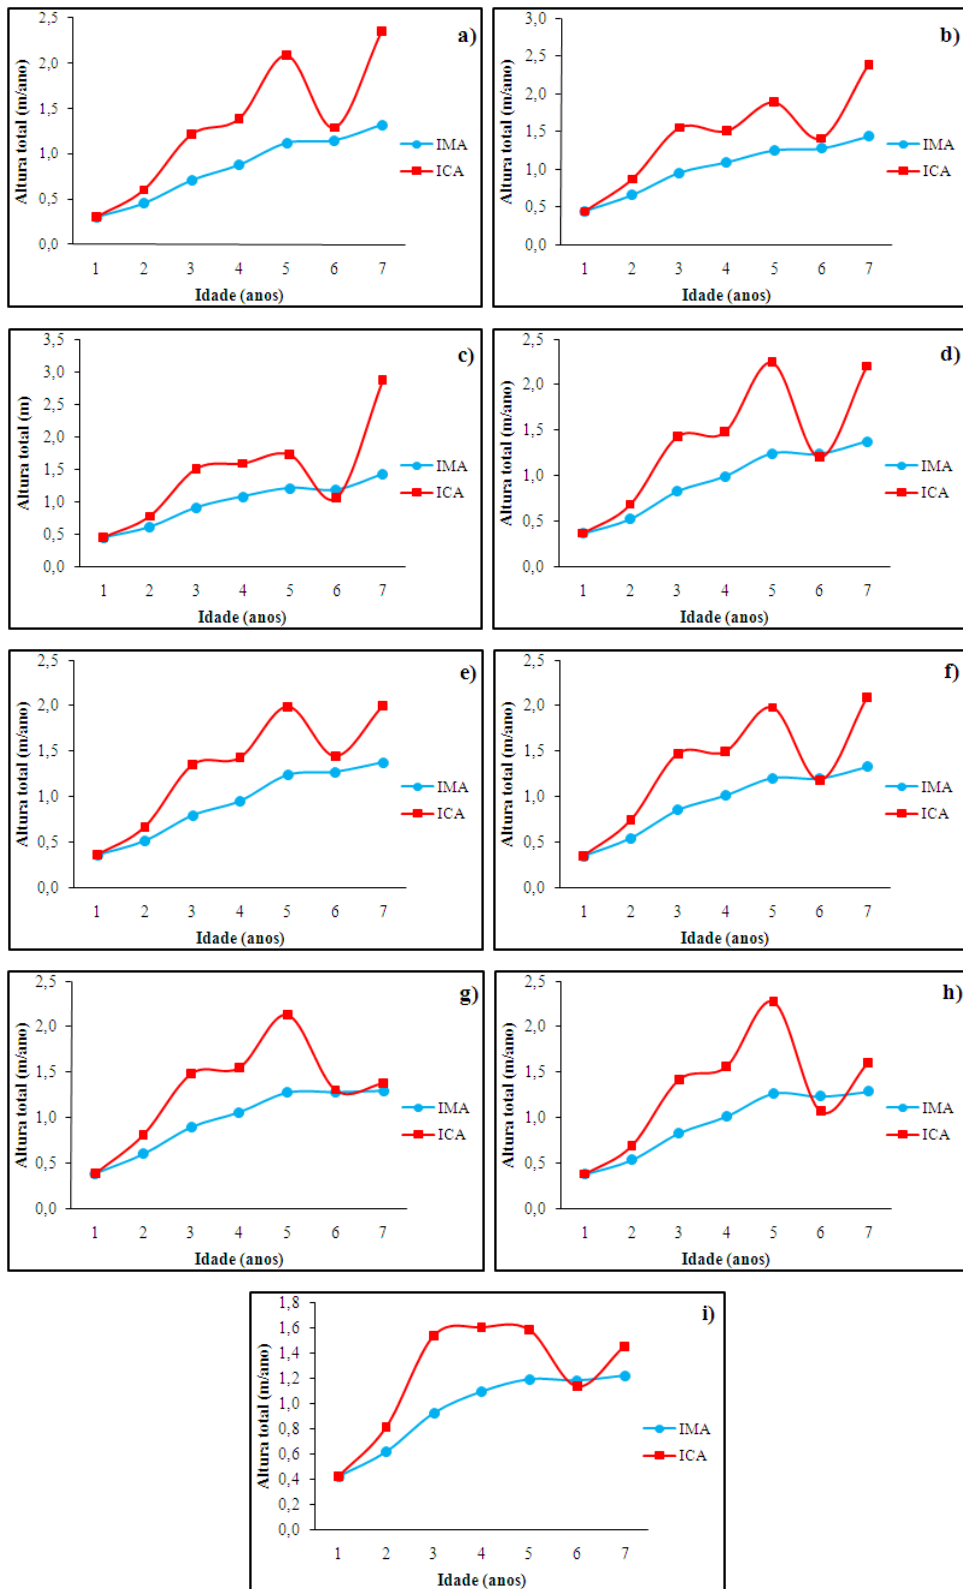 a)
Altura total (m/ano)
2,5
2,0
1,5
1,0
0,5
0,0
IMA
ICA
1 2 3 4 5 6 7
Idade (anos)
b)
Altura total (m/ano)
3,0
2,5
2,0
1,5
1,0
0,5
0,0
IMA
ICA
1 2 3 4 5 6 7
Idade (anos)
c)
Altura total (m)
3,5
3,0
2,5
2,0
1,5
1,0
0,5
0,0
IMA
ICA
1 2 3 4 5 6 7
Idade (anos)
d)
Altura total (m/ano)
2,5
2,0
1,5
1,0
0,5
0,0
IMA
ICA
1 2 3 4 5 6 7
Idade (anos)
e)
Altura total (m/ano)
2,5
2,0
1,5
1,0
0,5
0,0
IMA
ICA
1 2 3 4 5 6 7
Idade (anos)
f)
Altura total (m/ano)
2,5
2,0
1,5
1,0
0,5
0,0
IMA
ICA
1 2 3 4 5 6 7
Idade (anos)
g)
Altura total (m/ano)
2,5
2,0
1,5
1,0
0,5
0,0
IMA
ICA
1 2 3 4 5 6 7
Idade (anos)
h)
Altura total (m/ano)
2,5
2,0
1,5
1,0
0,5
0,0
IMA
ICA
1 2 3 4 5 6 7
Idade (anos)
i)
Altura total (m/ano)
1,8
1,6
1,4
1,2
1,0
0,8
0,6
0,4
0,2
0,0
IMA
ICA
1 2 3 4 5 6 7
Idade (anos)